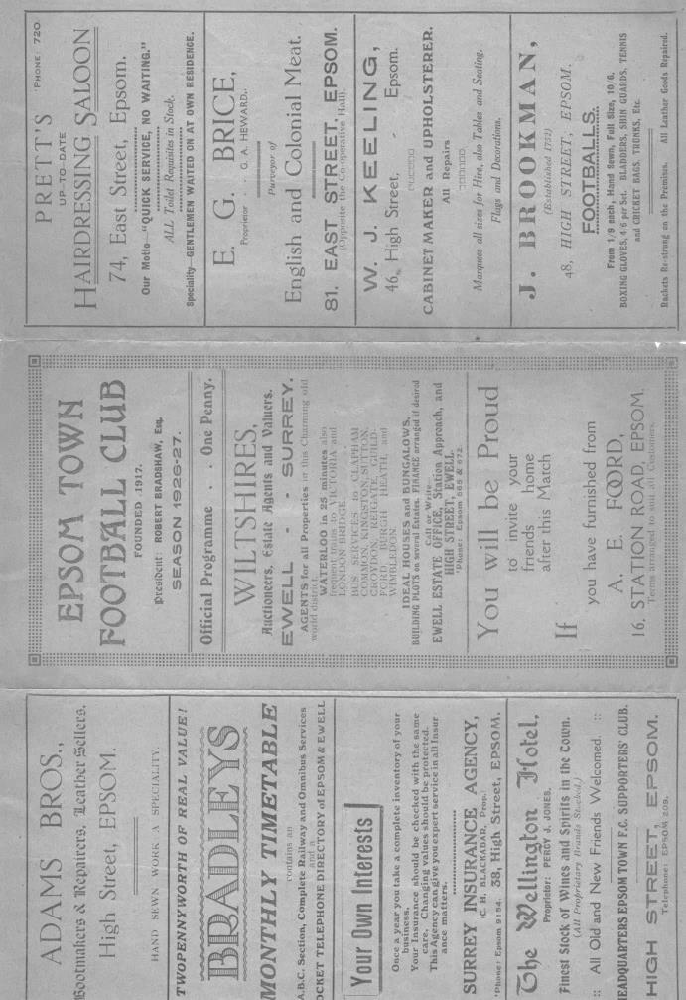 ADAMS BROS.,
Bootmakers & Repairers, Leather Sellers,
High Street, EPSOM.
HAND SEWN WORK A SPECIALITY.
TWOPENNYWORTH OF REAL VALUE!
BRADLEYS
MONTHLY TIMETABLE
contains an
A.B.C. Section, Complete Railway and Omnibus Services
and a
POCKET TELEPHONE DIRECTORY of EPSOM & EWELL
Your Own Interests
Once a year you take a complete inventory of your
business.
Your Insurance should be checked with the same
care. Changing values should be protected.
This Agency can give you expert service in all Insur
ance matters.
SURREY INSURANCE AGENCY,
(C. H. BLACKADAR, Prop.)
'Phone: Epsom 9154. 38, High Street, EPSOM.
The Wellington Hotel,
Proprietor: PERCY J. JONES.
Finest Stock of Wines and Spirits in the Town.
(All Proprietary Brands Stocked.)
:: All Old and New Friends Welcomed. ::
HEADQUARTERS EPSOM TOWN F.C. SUPPORTERS' CLUB.
HIGH STREET, EPSOM.
Telephone: EPSOM 209.
EPSOM TOWN
FOOTBALL CLUB
FOUNDED 1917.
President: ROBERT BRADSHAW, Esq.
SEASON 1926-27.
Official Programme . . One Penny.
WILTSHIRES,
Auctioneers, Estate Agents and Valuers.
EWELL - - SURREY.
AGENTS for all Properties in this Charming old
world district.
WATERLOO in 25 minutes also
frequent trains to VICTORIA and
LONDON BRIDGE.
BUS SERVICES to CLAPHAM
COMMON, KINGSTON, SUTTON,
CROYDON, REIGATE, GUILD-
FORD, BURGH HEATH, and
WIMBLEDON.
IDEAL HOUSES and BUNGALOWS.
BUILDING PLOTS on several Estates. FINANCE arranged if desired
Call or Write—
EWELL ESTATE OFFICE, Station Approach, and
HIGH STREET, EWELL.
Phone: Epsom 665 & 672.
You will be Proud
to invite your
friends home
after this Match
If
you have furnished from
A. E. FOORD,
16, STATION ROAD, EPSOM.
Terms arranged to suit all Customers.
PRETT'S 'PHONE: 720
UP-TO-DATE
HAIRDRESSING SALOON
74, East Street, Epsom.
Our Motto—"QUICK SERVICE, NO WAITING."
ALL Toilet Requisites in Stock.
Speciality—GENTLEMEN WAITED ON AT OWN RESIDENCE.
E. G. BRICE,
Proprietor . . G. A. HEWARD.
Purveyor of
English and Colonial Meat.
81. EAST STREET, EPSOM.
(Opposite the Co-operative Hall).
W. J. KEELING,
46, High Street, - Epsom.
CABINET MAKER and UPHOLSTERER.
All Repairs
Marquees all sizes for Hire, also Tables and Seating.
Flags and Decorations.
J. BROOKMAN,
(Established 1752)
48, HIGH STREET, EPSOM.
FOOTBALLS
From 1/9 each, Hand Sewn, Full Size, 10/6.
BOXING GLOVES, 4/6 per Set. BLADDERS, SHIN GUARDS, TENNIS
and CRICKET BAGS, TRUNKS, Etc.
Rackets Re-strung on the Premises. All Leather Goods Repaired.